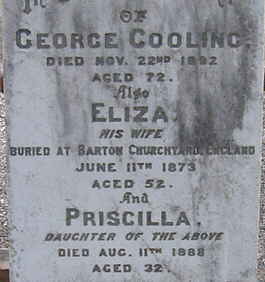 OF
GEORGE COOLING.
DIED NOV. 22ND 1892
AGED 72.
Also
ELIZA.
HIS WIFE
BURIED AT BARTON CHURCHYARD, ENGLAND
JUNE 11TH 1873
AGED 52.
And
PRISCILLA.
DAUGHTER OF THE ABOVE
DIED AUG. 11TH 1888
AGED 32